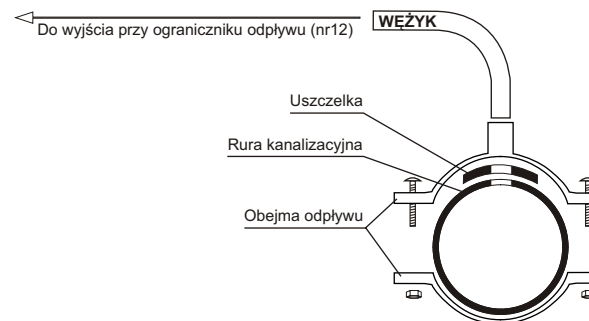 WĘŻYK
Do wyjścia przy ograniczniku odpływu (nr12)
Uszczelka
Rura kanalizacyjna
Obejma odpływu